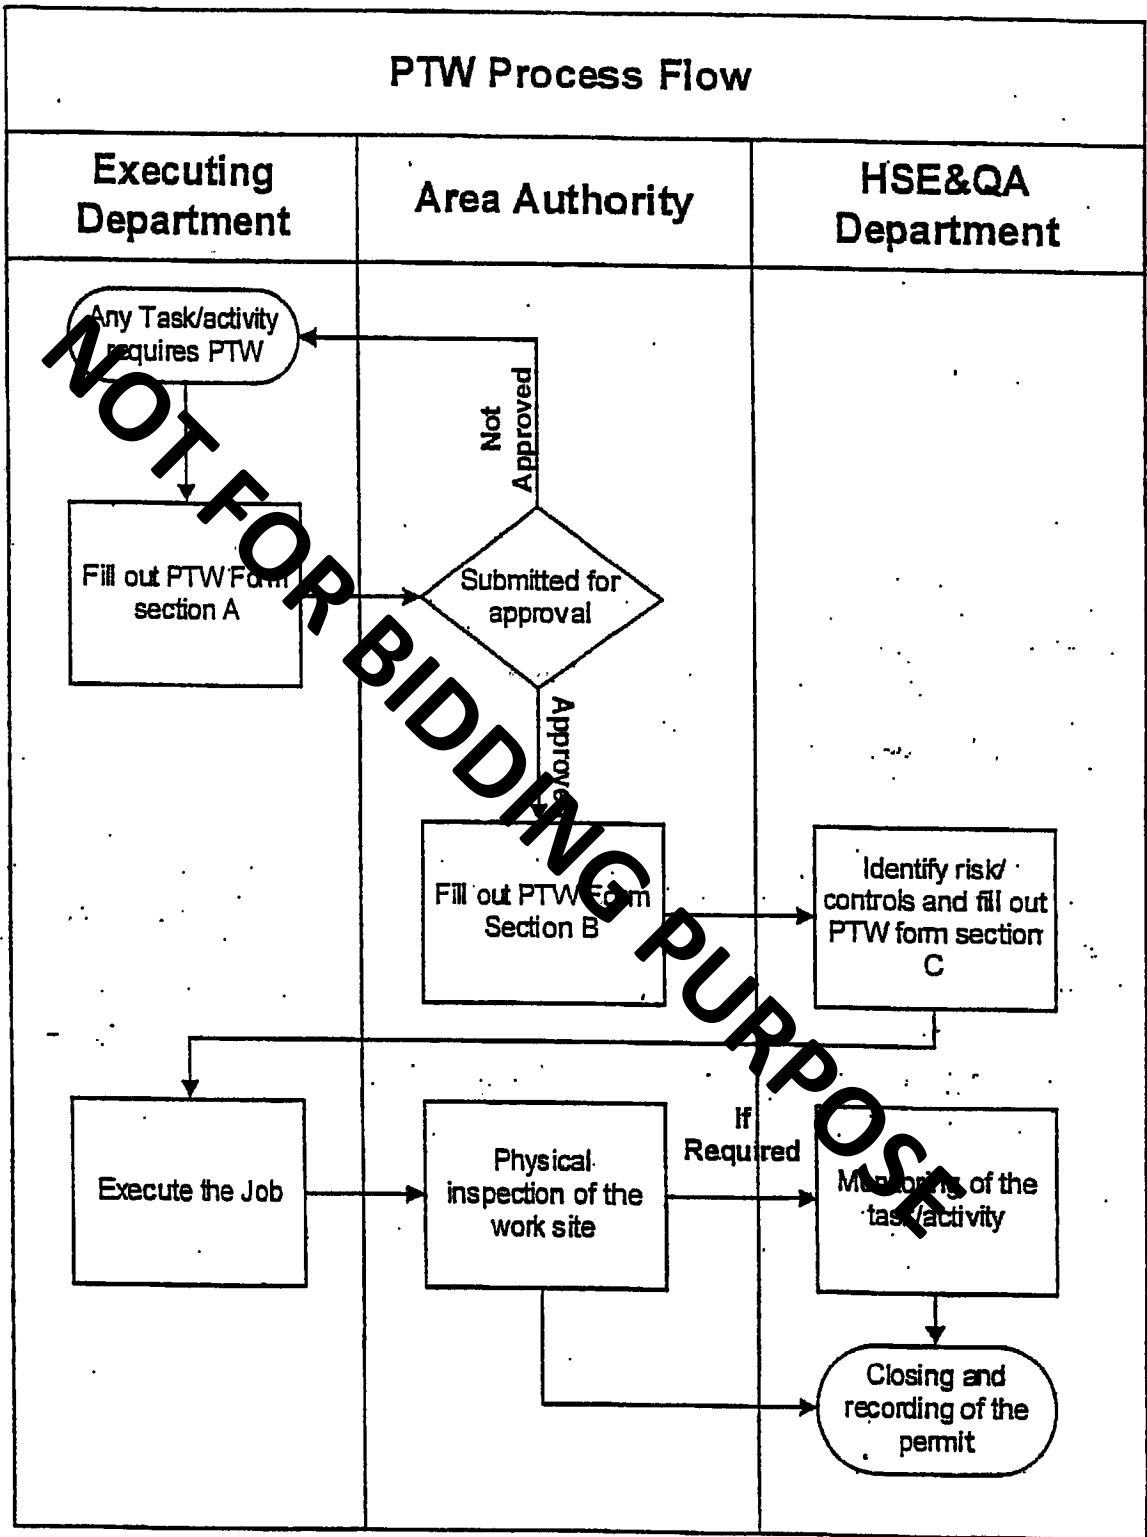 PTW Process Flow
Executing
Department
Area Authority
HSE&QA
Department
Any Task/activity
requires PTW
Not
Approved
Fill out PTW Form
section A
Submitted for
approval
Approved
Fill out PTW Form
Section B
Identify risk/
controls and fill out
PTW form section
C
Execute the Job
Physical
inspection of the
work site
If
Required
Monitoring of the
task/activity
Closing and
recording of the
permit
NOT FOR BIDDING PURPOSE